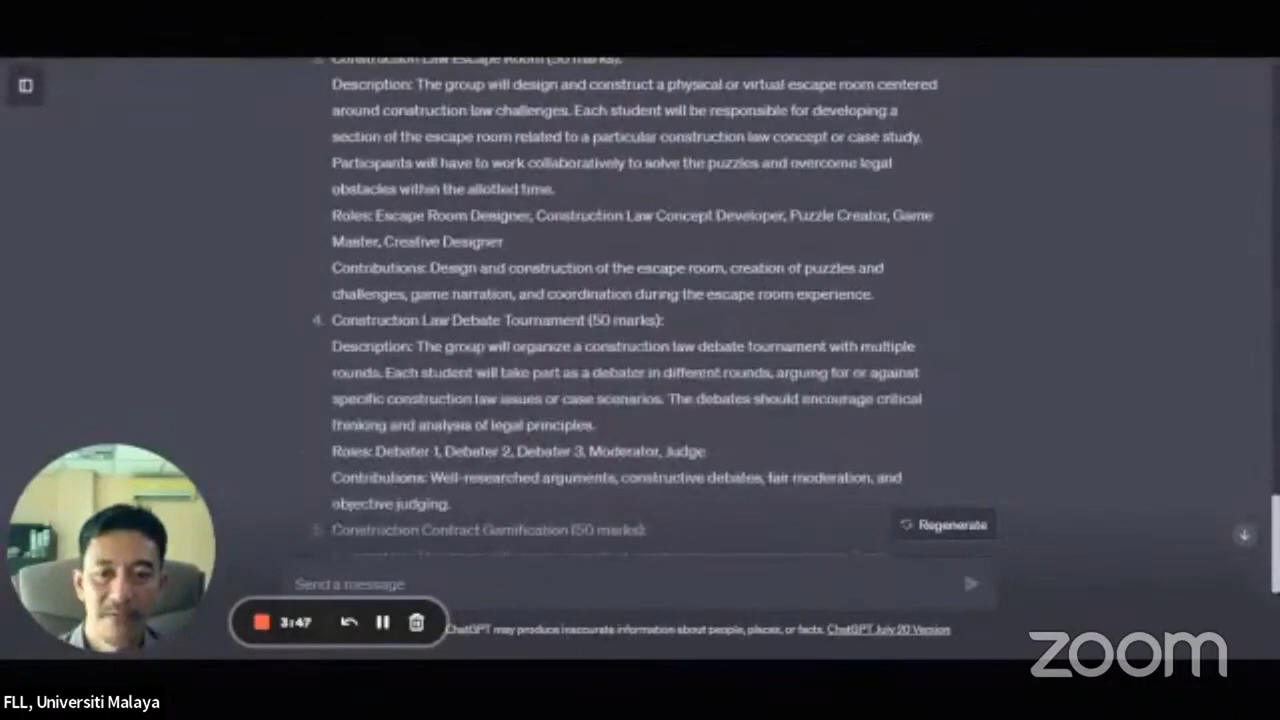 Construction Law Escape Room (50 marks):
Description: The group will design and construct a physical or virtual escape room centered
around construction law challenges. Each student will be responsible for developing a
section of the escape room related to a particular construction law concept or case study.
Participants will have to work collaboratively to solve the puzzles and overcome legal
obstacles within the allotted time.
Roles: Escape Room Designer, Construction Law Concept Developer, Puzzle Creator, Game
Master, Creative Designer
Contributions: Design and construction of the escape room, creation of puzzles and
challenges, game narration, and coordination during the escape room experience.
4. Construction Law Debate Tournament (50 marks):
Description: The group will organize a construction law debate tournament with multiple
rounds. Each student will take part as a debater in different rounds, arguing for or against
specific construction law issues or case scenarios. The debates should encourage critical
thinking and analysis of legal principles.
Roles: Debater 1, Debater 2, Debater 3, Moderator, Judge
Contributions: Well-researched arguments, constructive debates, fair moderation, and
objective judging.
5. Construction Contract Gamification (50 marks):
Regenerate
Send a message
3:47
ChatGPT may produce inaccurate information about people, places, or facts. ChatGPT July 20 Version
zoom
FLL, Universiti Malaya